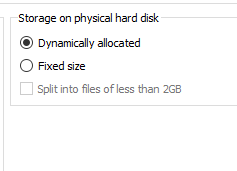 Storage on physical hard disk
Dynamically allocated
Fixed size
Split into files of less than 2GB